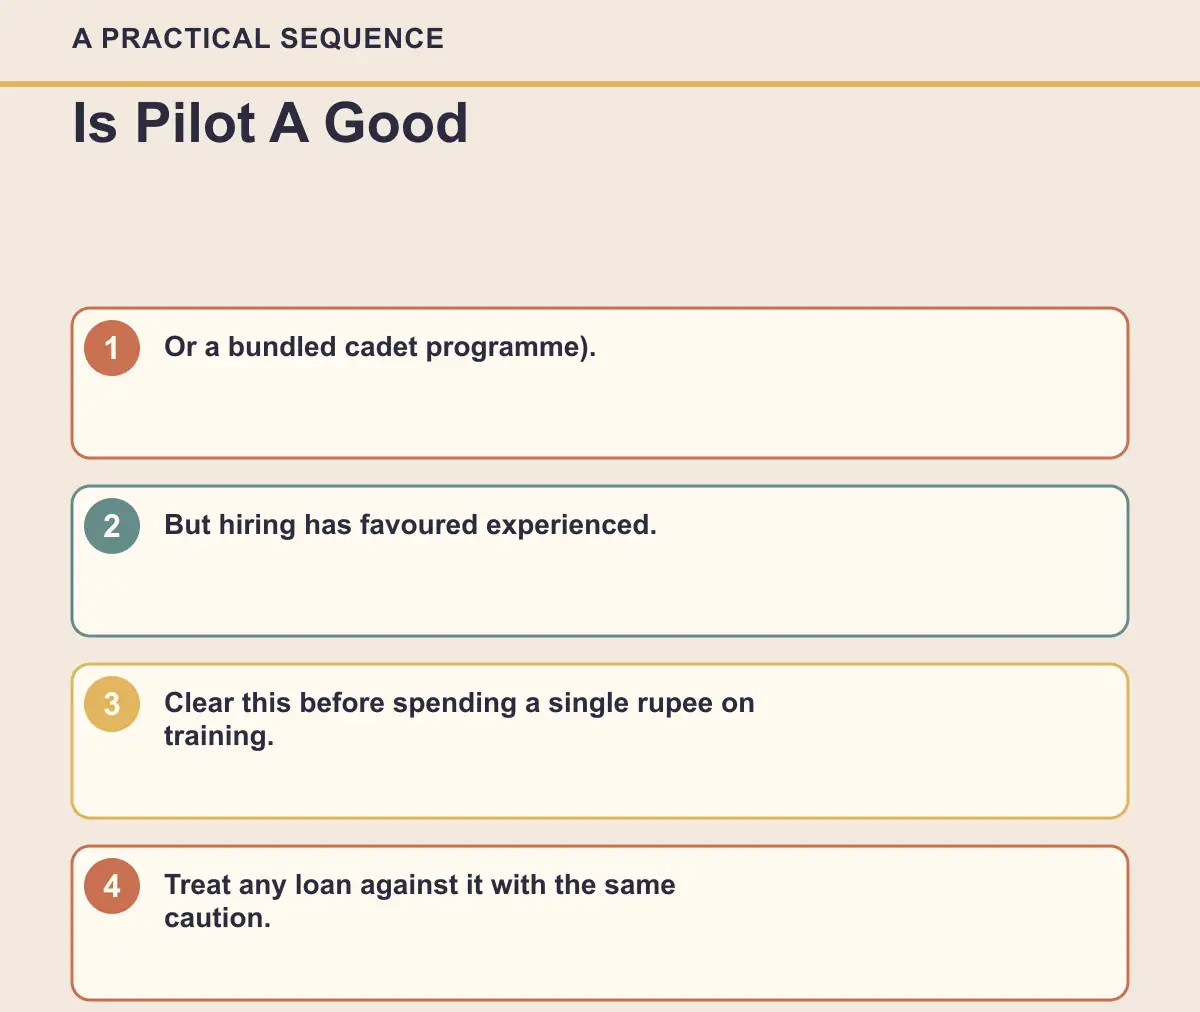 A PRACTICAL SEQUENCE
Is Pilot A Good
1
Or a bundled cadet programme).
2
But hiring has favoured experienced.
3
Clear this before spending a single rupee on
training.
4
Treat any loan against it with the same
caution.